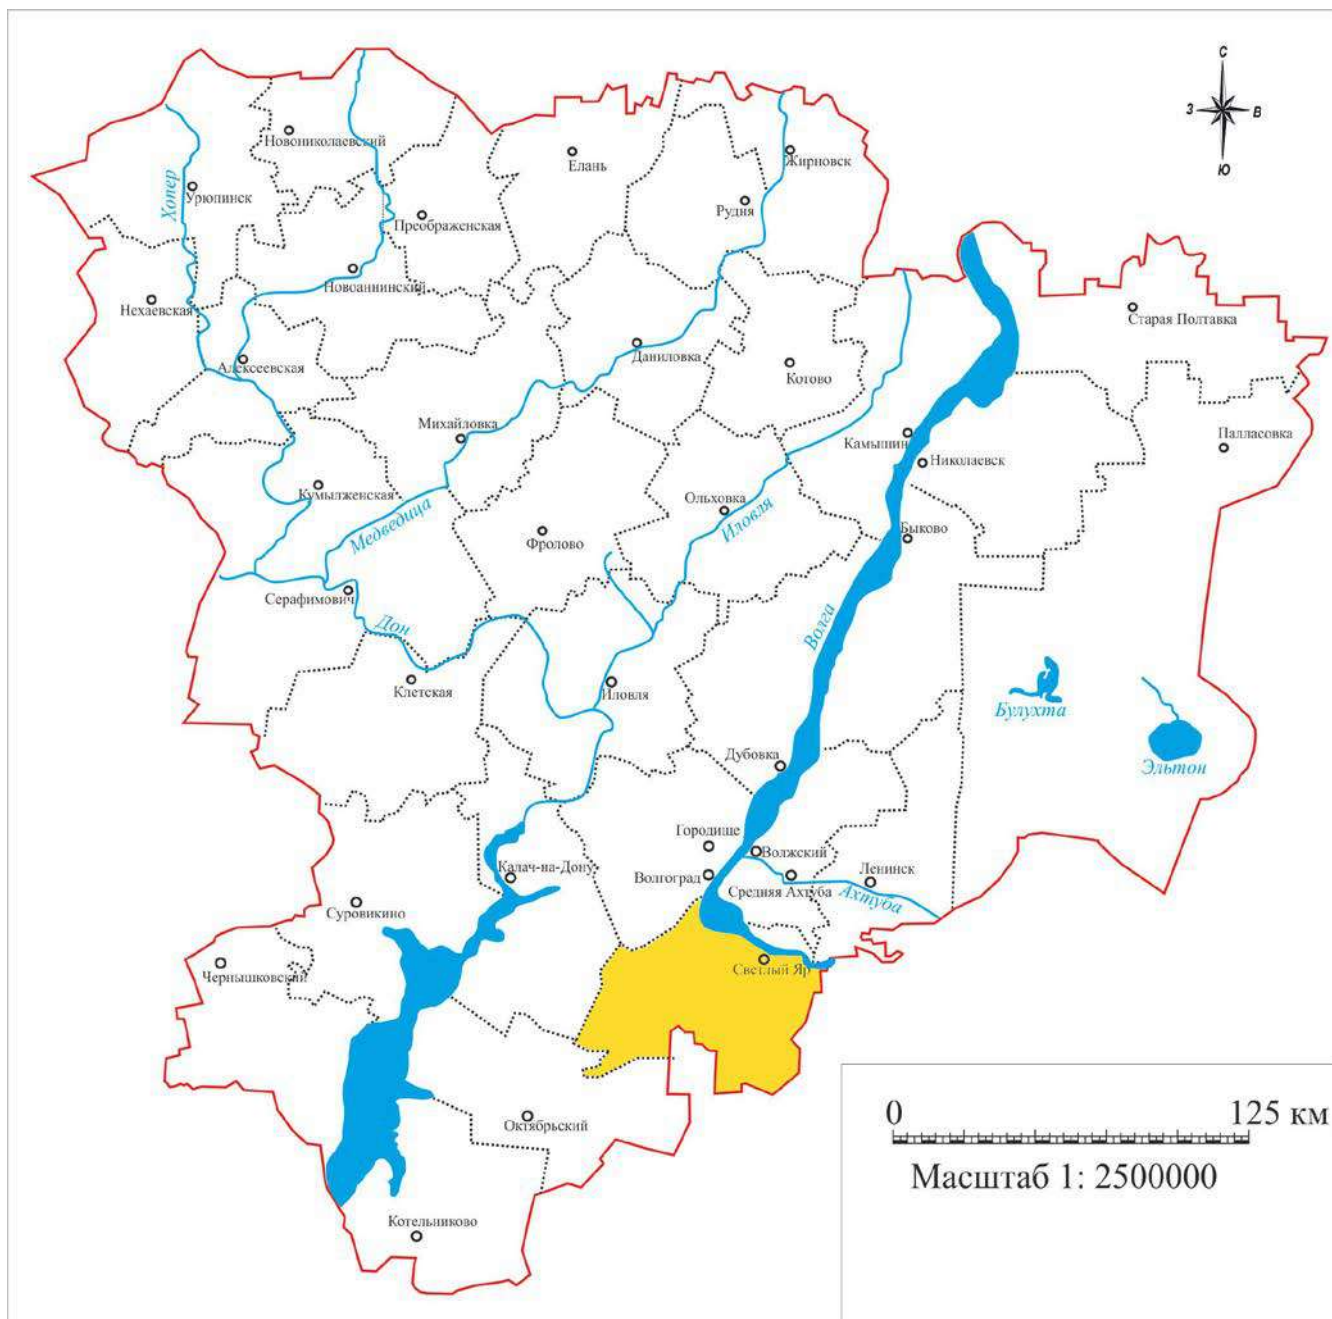 С
З
В
Ю
Новониколаевский
Елань
Жирновск
Хопер
Урюпинск
Преображенская
Рудня
Новоаннинский
Нехаевская
Старая Полтавка
Алексеевская
Даниловка
Котово
Михайловка
Камышин
Палласовка
Николаевск
Кумылженская
Медведица
Ольховка
Иловля
Быково
Фролово
Серафимович
Дон
Волга
Клетская
Иловля
Булухта
Эльтон
Дубовка
Городище
Волжский
Калач-на-Дону
Волгоград
Средняя Ахтуба
Ленинск
Ахтуба
Суровикино
Светлый Яр
Чернышковский
Октябрьский
Котельниково
0
125 км
Масштаб 1: 2500000